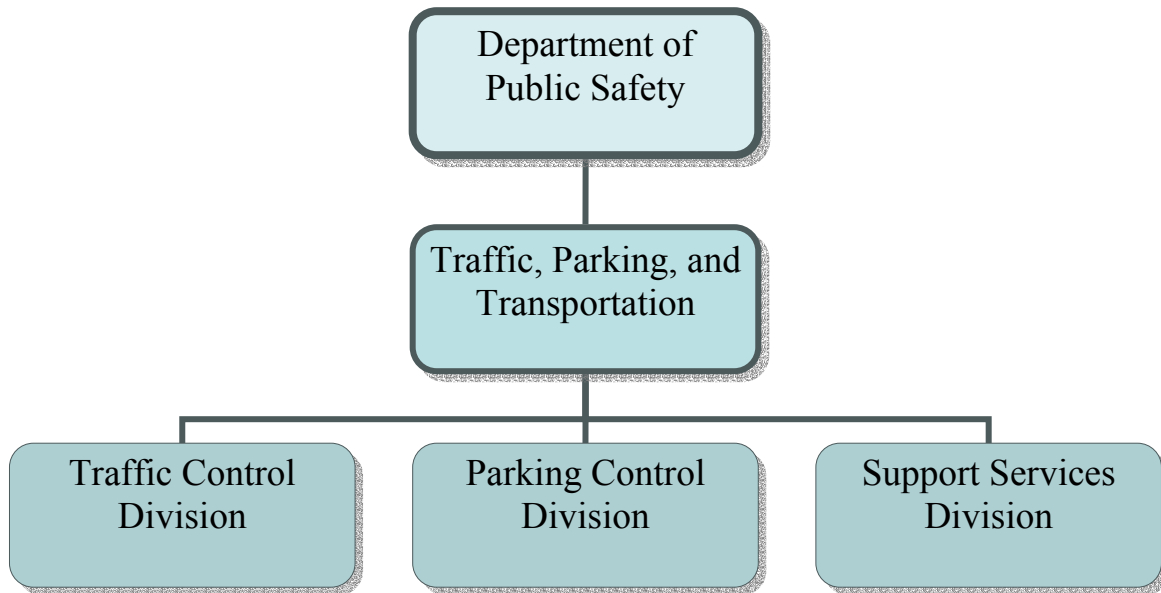 Department of
Public Safety
Traffic, Parking, and
Transportation
Traffic Control
Division
Parking Control
Division
Support Services
Division